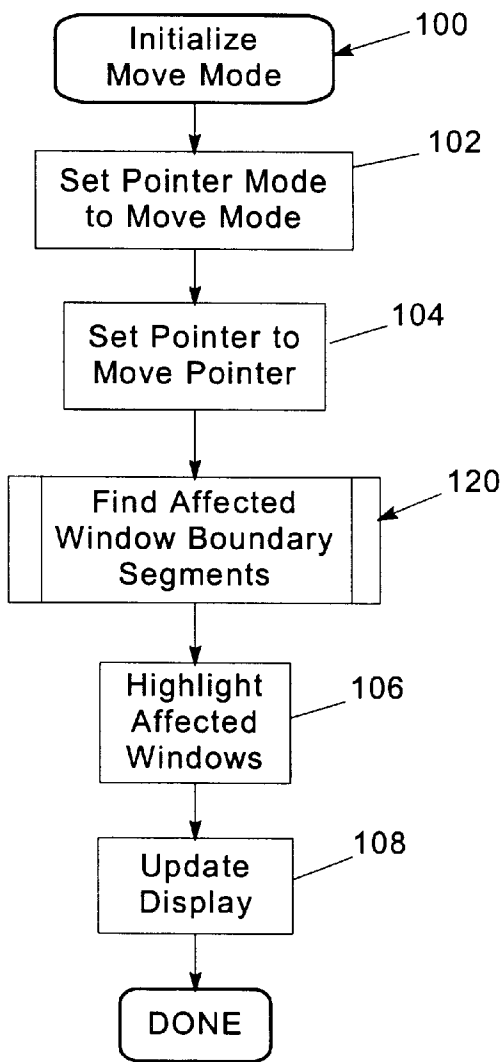 Initialize
Move Mode
100
102
Set Pointer Mode
to Move Mode
104
Set Pointer to
Move Pointer
120
Find Affected
Window Boundary
Segments
106
Highlight
Affected
Windows
108
Update
Display
DONE